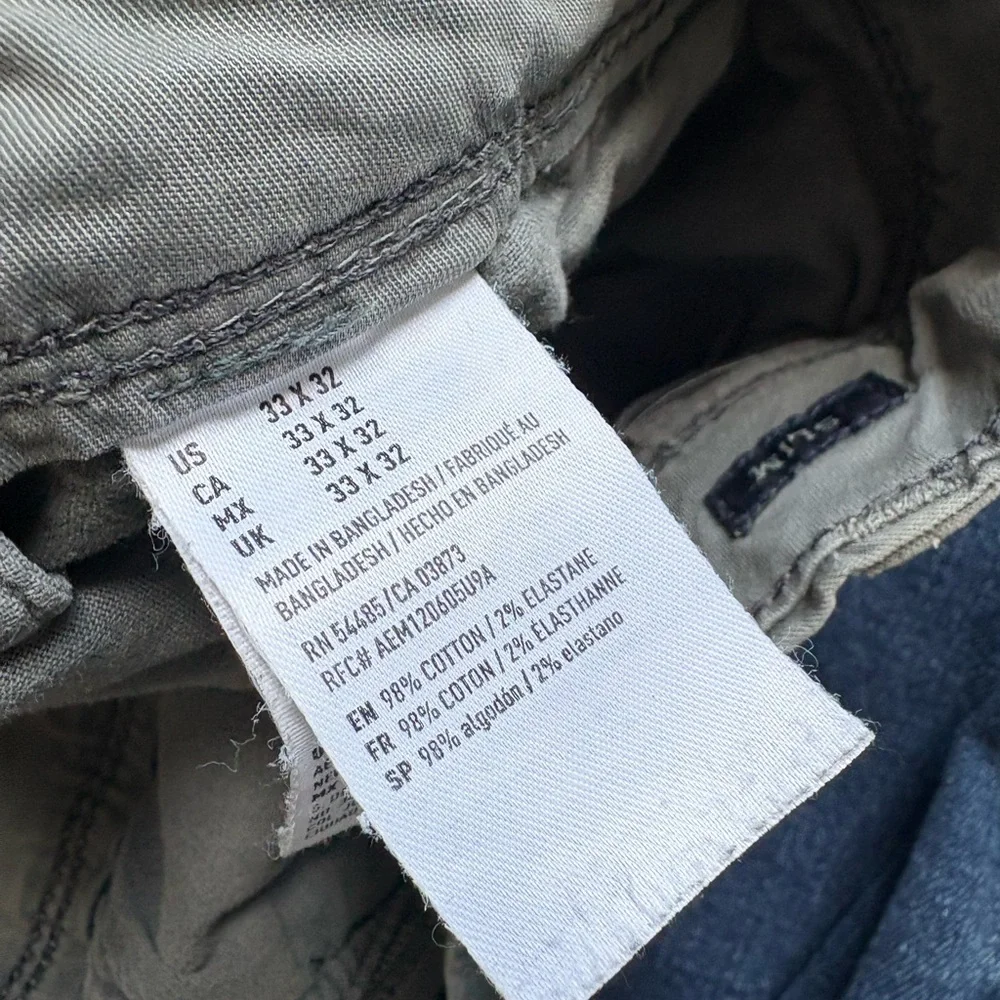 US 33 X 32
CA 33 X 32
MX 33 X 32
UK 33 X 32
MADE IN BANGLADESH / FABRIQUÉ AU
BANGLADESH / HECHO EN BANGLADESH
RN 54485 / CA 03873
RFC# AEM120605U9A
EN 98% COTTON / 2% ELASTANE
FR 98% COTON / 2% ÉLASTHANNE
SP 98% algodón / 2% elastano
SLIM